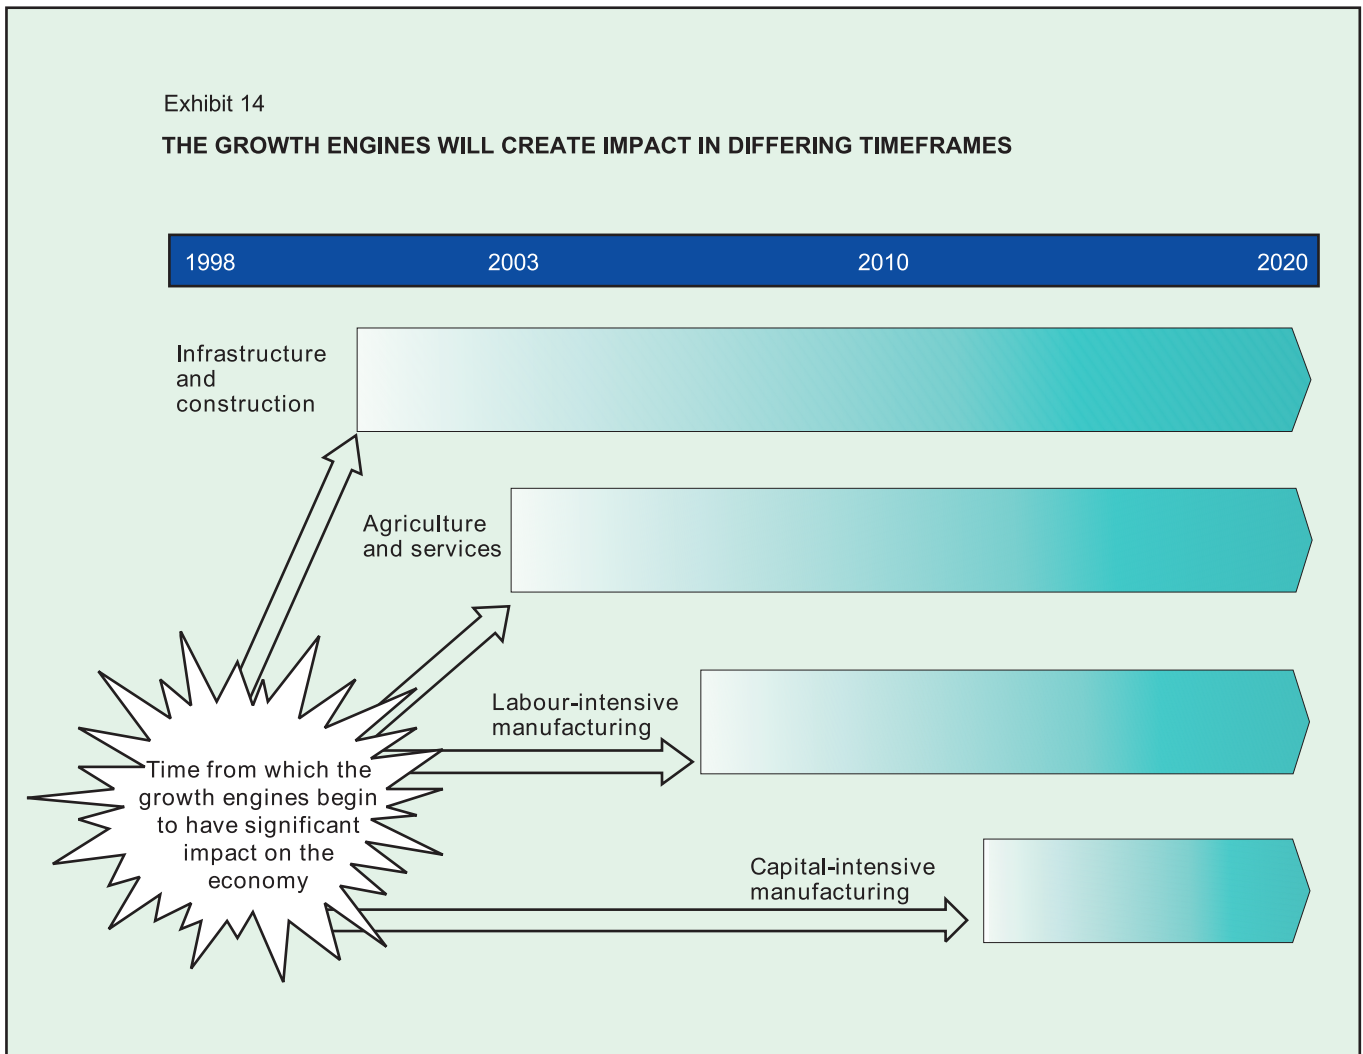 Exhibit 14
THE GROWTH ENGINES WILL CREATE IMPACT IN DIFFERING TIMEFRAMES
1998 2003 2010 2020
Infrastructure
and
construction
Agriculture
and services
Labour-intensive
manufacturing
Time from which the
growth engines begin
to have significant
impact on the
economy
Capital-intensive
manufacturing